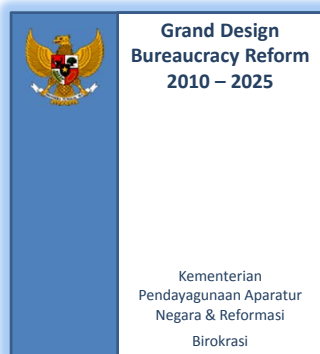 Grand Design
Bureaucracy Reform
2010 – 2025
Kementerian
Pendayagunaan Aparatur
Negara & Reformasi
Birokrasi